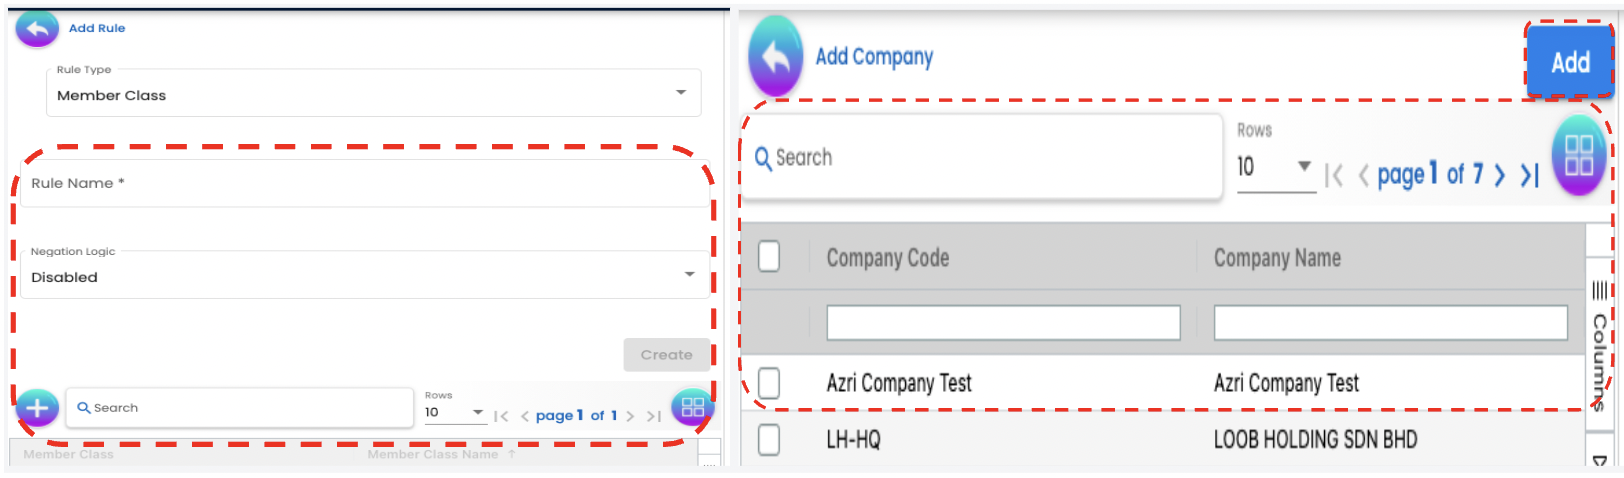 Add Rule
Rule Type
Member Class
Rule Name *
Negation Logic
Disabled
Create
Search
Rows
10
page 1 of 1
Member Class
Member Class Name ↑
Add Company
Add
Search
Rows
10
page 1 of 7
Company Code
Company Name
Columns
Azri Company Test
Azri Company Test
LH-HQ
LOOB HOLDING SDN BHD